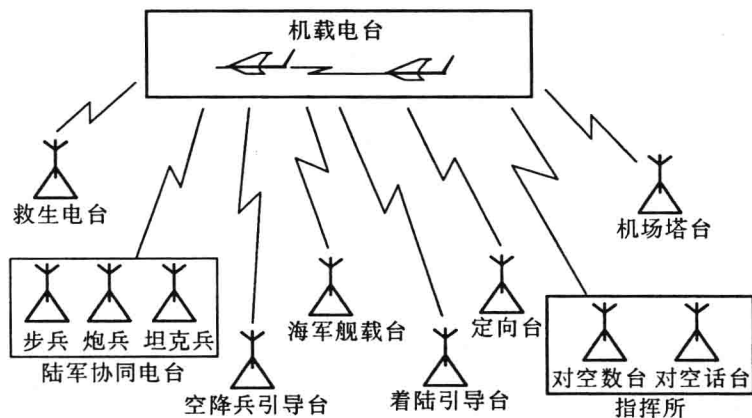 机载电台
救生电台
机场塔台
步兵 炮兵 坦克兵
陆军协同电台
海军舰载台
定向台
空降兵引导台
着陆引导台
对空数台 对空话台
指挥所